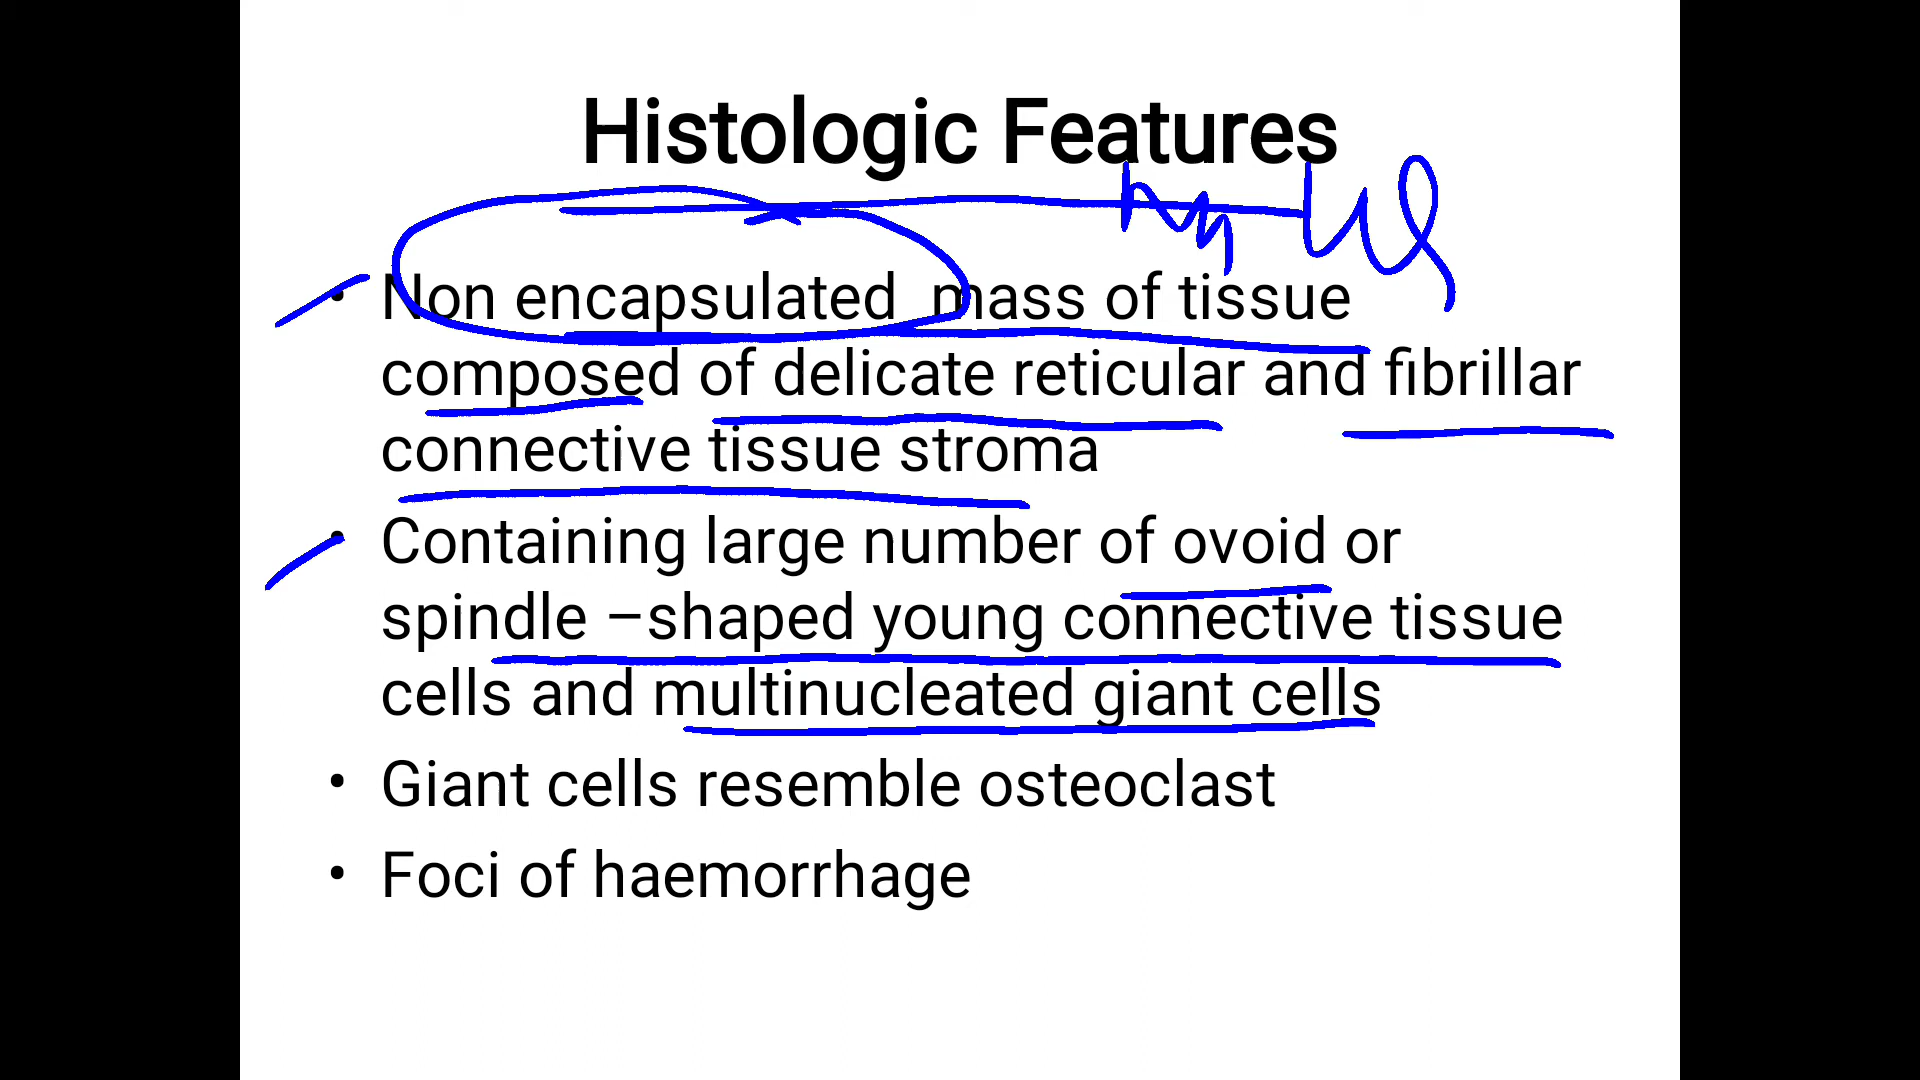 Histologic Features
• Non encapsulated mass of tissue
composed of delicate reticular and fibrillar
connective tissue stroma
• Containing large number of ovoid or
spindle –shaped young connective tissue
cells and multinucleated giant cells
• Giant cells resemble osteoclast
• Foci of haemorrhage